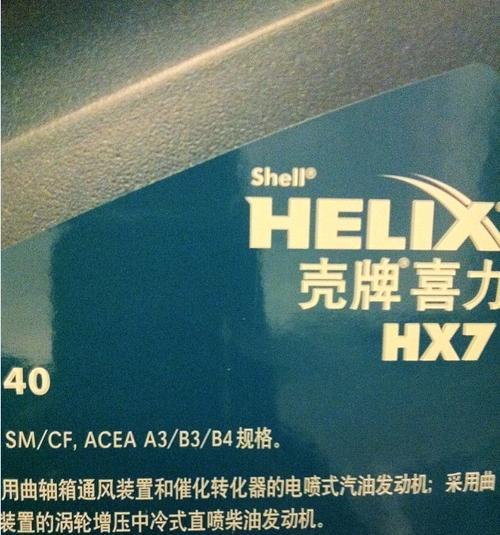 Shell®
HELIX
壳牌®喜力
HX7
40
SM/CF, ACEA A3/B3/B4规格。
用曲轴箱通风装置和催化转化器的电喷式汽油发动机; 采用曲
装置的涡轮增压中冷式直喷柴油发动机。